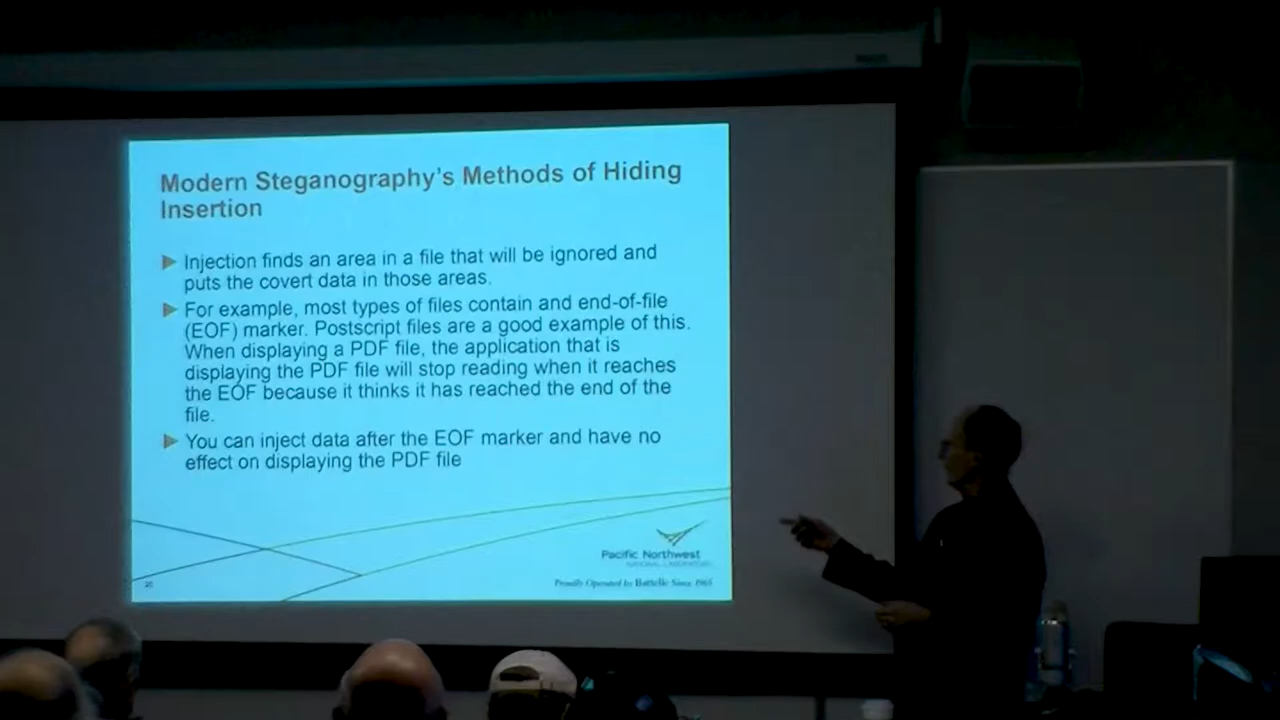 Modern Steganography's Methods of Hiding
Insertion
Injection finds an area in a file that will be ignored and
puts the covert data in those areas.
For example, most types of files contain and end-of-file
(EOF) marker. Postscript files are a good example of this.
When displaying a PDF file, the application that is
displaying the PDF file will stop reading when it reaches
the EOF because it thinks it has reached the end of the
file.
You can inject data after the EOF marker and have no
effect on displaying the PDF file
Pacific Northwest
NATIONAL LABORATORY
Proudly Operated by Battelle Since 1965
20